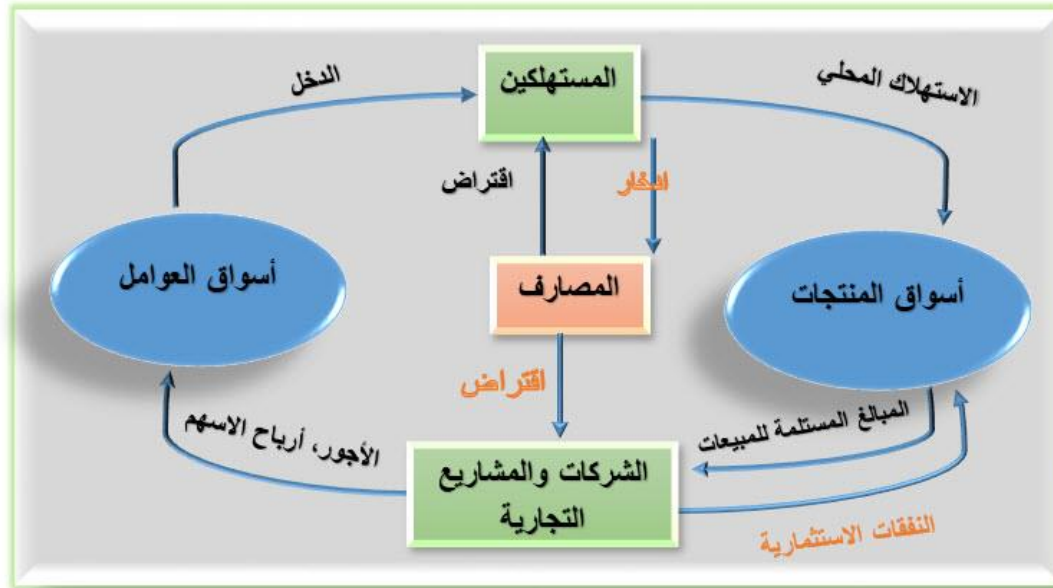 المستهلكين
الدخل
الاستهلاك المحلي
اقتراض
ادخار
أسواق العوامل
المصارف
أسواق المنتجات
اقتراض
المبالغ المستلمة للمبيعات
الأجور، أرباح الاسهم
الشركات والمشاريع
التجارية
النفقات الاستثمارية